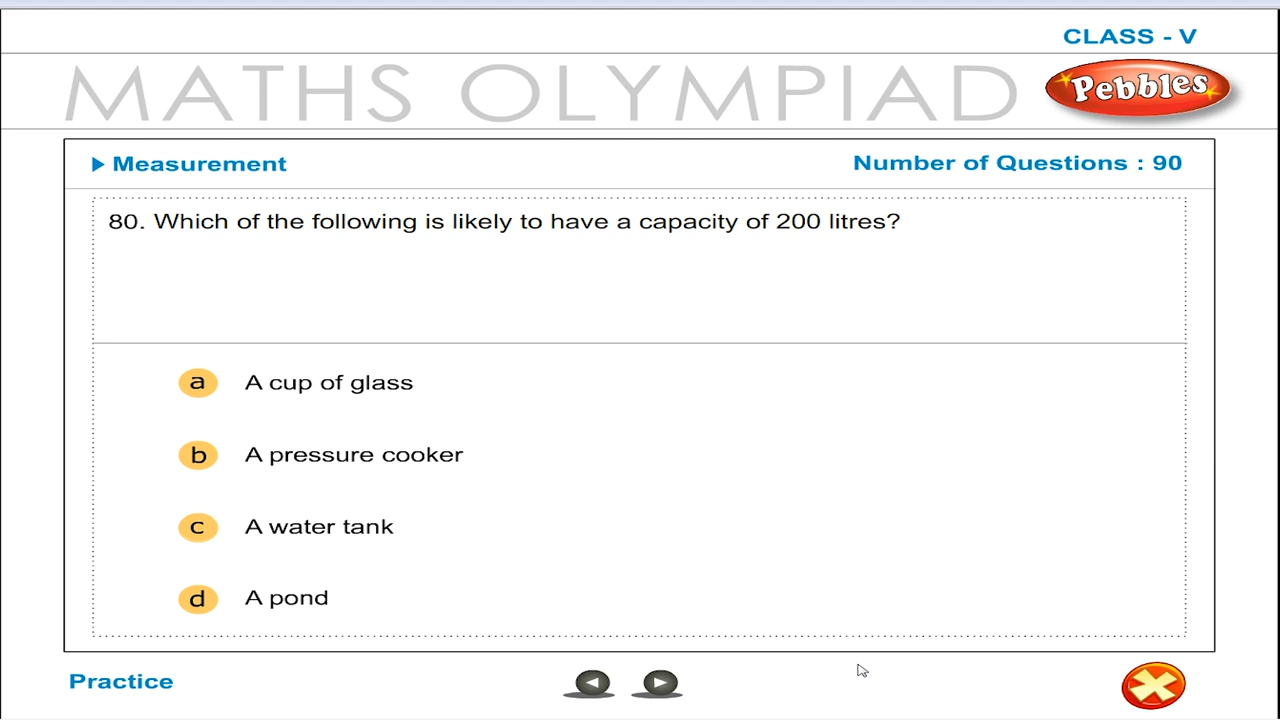 CLASS - V
MATHS OLYMPIAD
Pebbles
Measurement
Number of Questions : 90
80. Which of the following is likely to have a capacity of 200 litres?
a A cup of glass
b A pressure cooker
c A water tank
d A pond
Practice